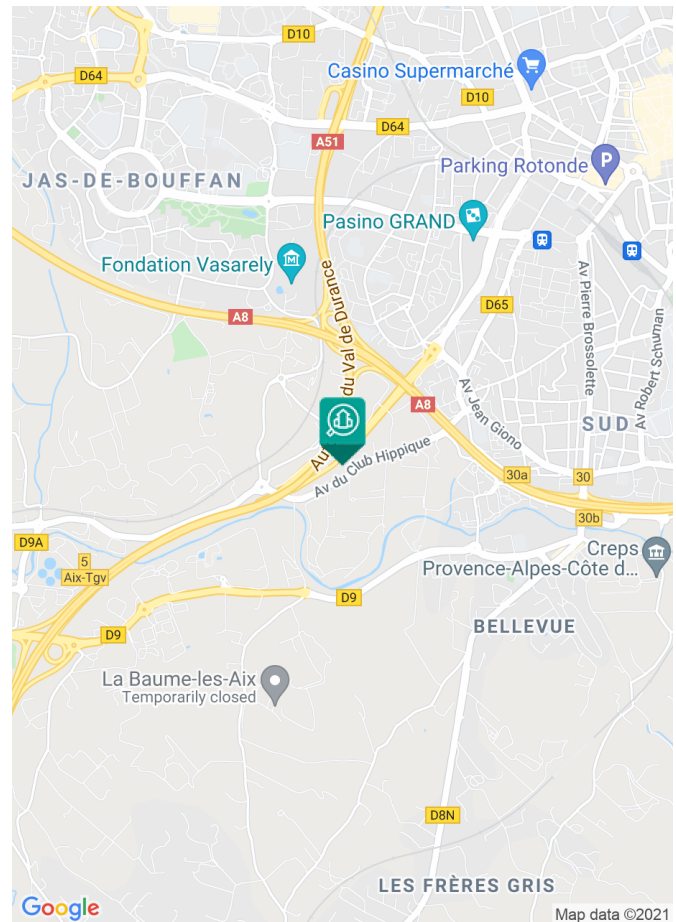 D10
D64
Casino Supermarché
D10
D64
A51
Parking Rotonde
P
JAS-DE-BOUFFAN
Pasino GRAND
Fondation Vasarely
M
du Val de Durance
Av Pierre Brossolette
Av Robert Schuman
D65
A8
A8
Av Jean Giono
SUD
Au
Av du Club Hippique
30a
30
30b
D9A
5
Aix-Tgv
Creps
Provence-Alpes-Côte d...
D9
D9
BELLEVUE
La Baume-les-Aix
Temporarily closed
D8N
LES FRÈRES GRIS
Google
Map data ©2021